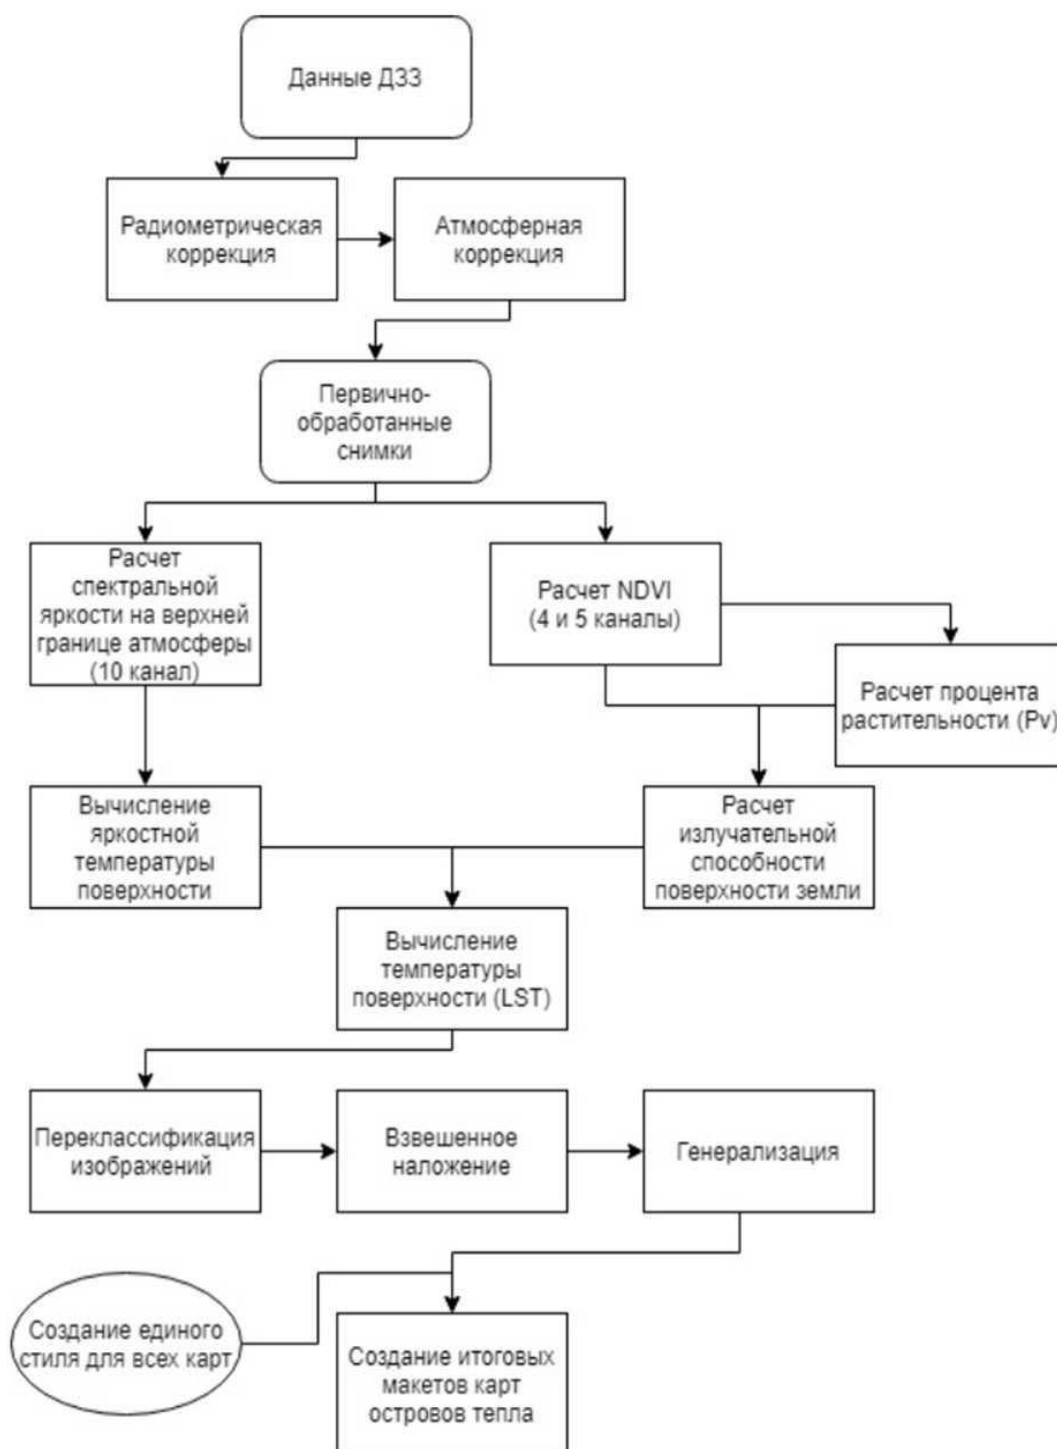 Данные ДЗЗ
Радиометрическая
коррекция
Атмосферная
коррекция
Первично-
обработанные
снимки
Расчет
спектральной
яркости на верхней
границе атмосферы
(10 канал)
Расчет NDVI
(4 и 5 каналы)
Расчет процента
растительности (Pv)
Вычисление
яркостной
температуры
поверхности
Расчет
излучательной
способности
поверхности земли
Вычисление
температуры
поверхности (LST)
Переклассификация
изображений
Взвешенное
наложение
Генерализация
Создание единого
стиля для всех карт
Создание итоговых
макетов карт
островов тепла